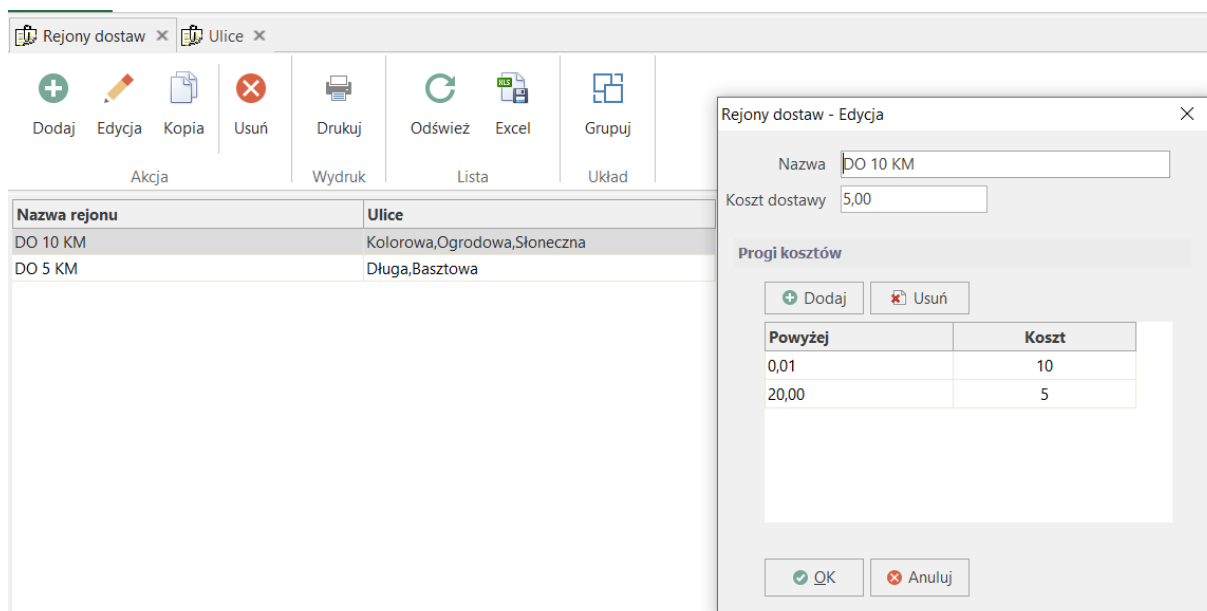 Rejony dostaw Ulice
Dodaj Edycja Kopia Usuń Drukuj Odśwież Excel Grupuj
XLS
Akcja Wydruk Lista Układ
Nazwa rejonu Ulice
DO 10 KM Kolorowa,Ogrodowa,Słoneczna
DO 5 KM Długa,Basztowa
Rejony dostaw - Edycja
Nazwa DO 10 KM
Koszt dostawy 5,00
Progi kosztów
Dodaj Usuń
Powyżej Koszt
0,01 10
20,00 5
OK Anuluj